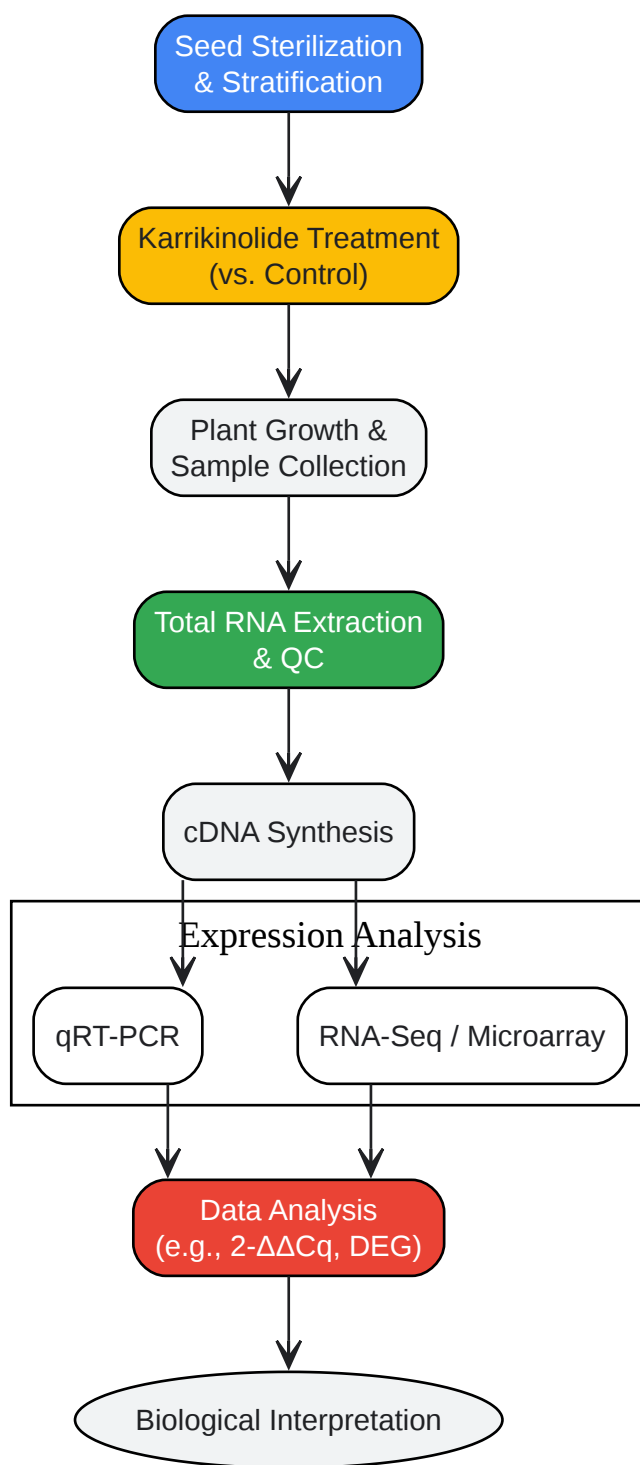 Seed Sterilization
& Stratification
Karrikinolide Treatment
(vs. Control)
Plant Growth &
Sample Collection
Total RNA Extraction
& QC
cDNA Synthesis
Expression Analysis
qRT-PCR
RNA-Seq / Microarray
Data Analysis
(e.g., 2-ΔΔCq, DEG)
Biological Interpretation